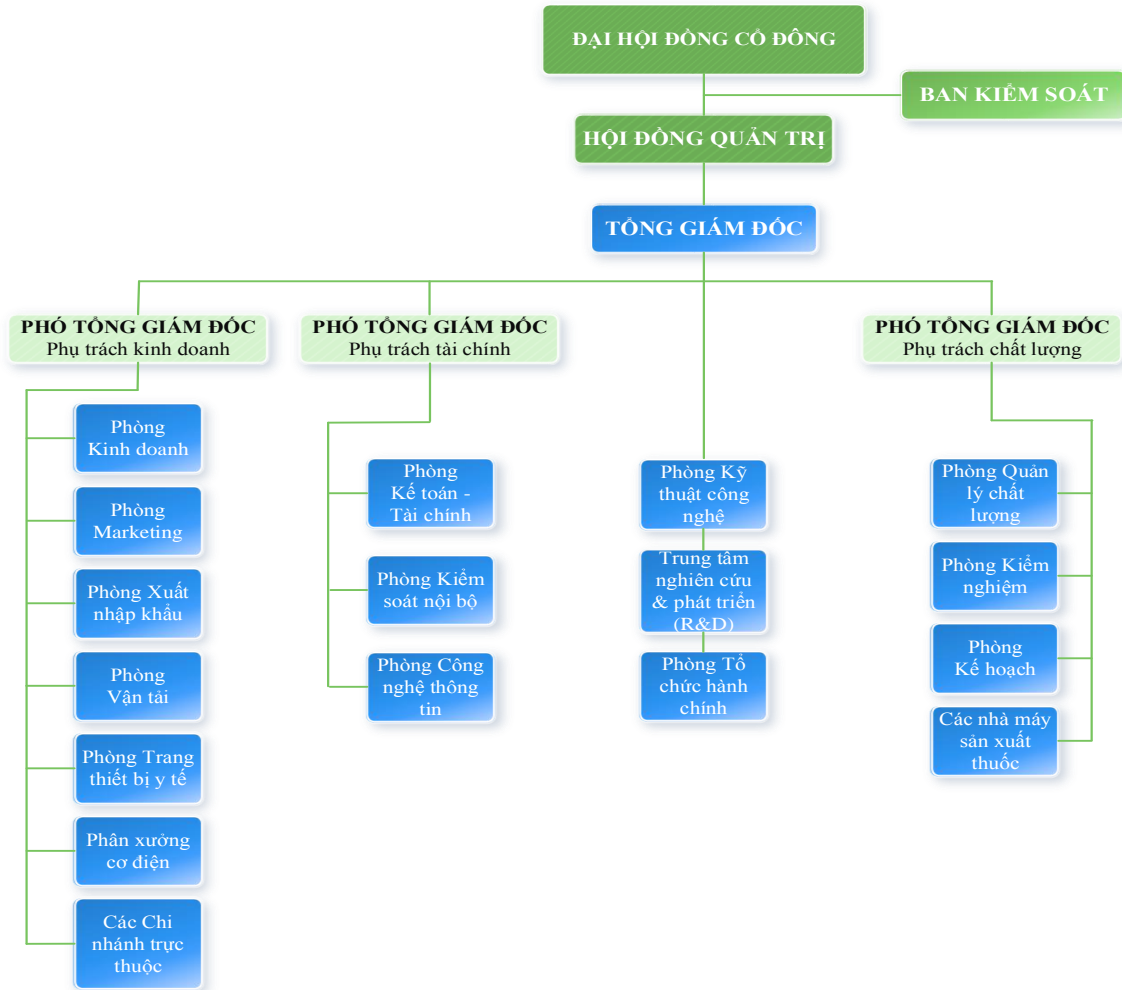 ĐẠI HỘI ĐỒNG CỔ ĐÔNG
BAN KIỂM SOÁT
HỘI ĐỒNG QUẢN TRỊ
TỔNG GIÁM ĐỐC
PHÓ TỔNG GIÁM ĐỐC
Phụ trách kinh doanh
PHÓ TỔNG GIÁM ĐỐC
Phụ trách tài chính
PHÓ TỔNG GIÁM ĐỐC
Phụ trách chất lượng
Phòng
Kinh doanh
Phòng
Marketing
Phòng Xuất
nhập khẩu
Phòng
Vận tải
Phòng Trang
thiết bị y tế
Phân xưởng
cơ điện
Các Chi
nhánh trực
thuộc
Phòng
Kế toán -
Tài chính
Phòng Kiểm
soát nội bộ
Phòng Công
nghệ thông
tin
Phòng Kỹ
thuật công
nghệ
Trung tâm
nghiên cứu
& phát triển
(R&D)
Phòng Tổ
chức hành
chính
Phòng Quản
lý chất
lượng
Phòng Kiểm
nghiệm
Phòng
Kế hoạch
Các nhà máy
sản xuất
thuốc